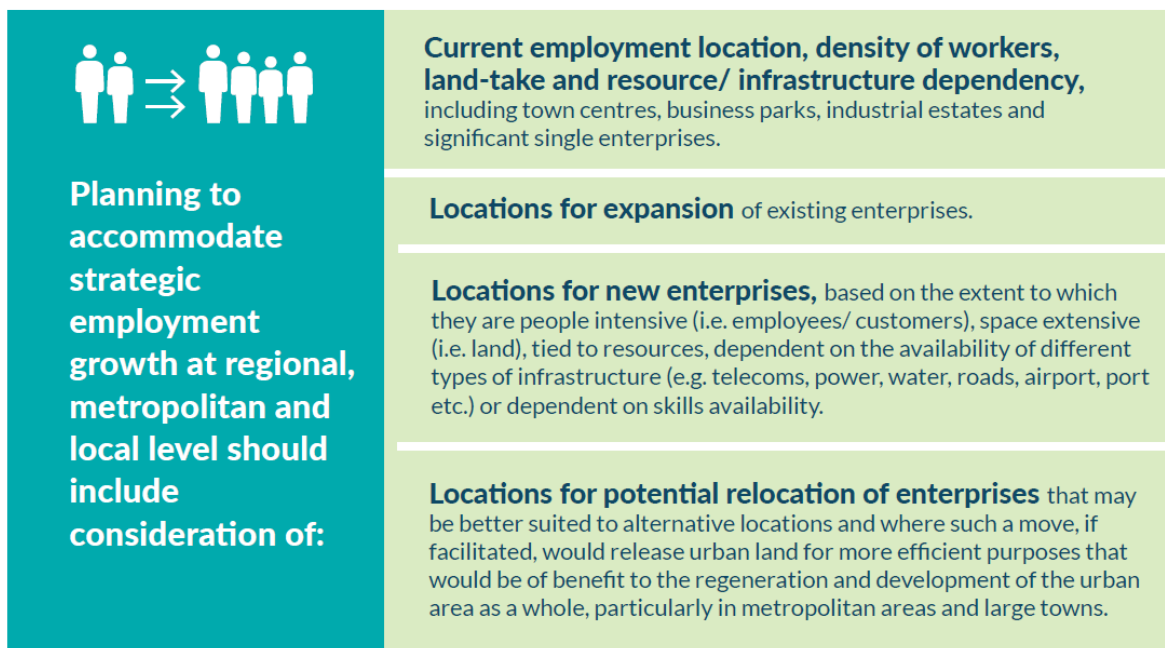 Planning to
accommodate
strategic
employment
growth at regional,
metropolitan and
local level should
include
consideration of:
Current employment location, density of workers,
land-take and resource/ infrastructure dependency,
including town centres, business parks, industrial estates and
significant single enterprises.
Locations for expansion of existing enterprises.
Locations for new enterprises, based on the extent to which
they are people intensive (i.e. employees/ customers), space extensive
(i.e. land), tied to resources, dependent on the availability of different
types of infrastructure (e.g. telecoms, power, water, roads, airport, port
etc.) or dependent on skills availability.
Locations for potential relocation of enterprises that may
be better suited to alternative locations and where such a move, if
facilitated, would release urban land for more efficient purposes that
would be of benefit to the regeneration and development of the urban
area as a whole, particularly in metropolitan areas and large towns.